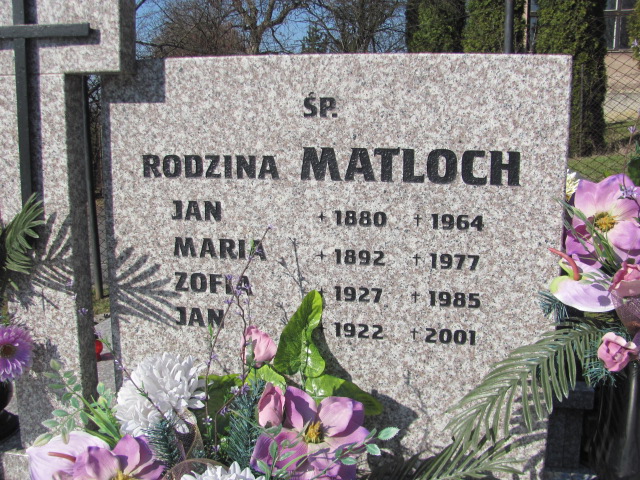 ŚP.
RODZINA MATLOCH
JAN + 1880 † 1964
MARIA + 1892 † 1977
ZOFIA + 1927 † 1985
JAN + 1922 † 2001